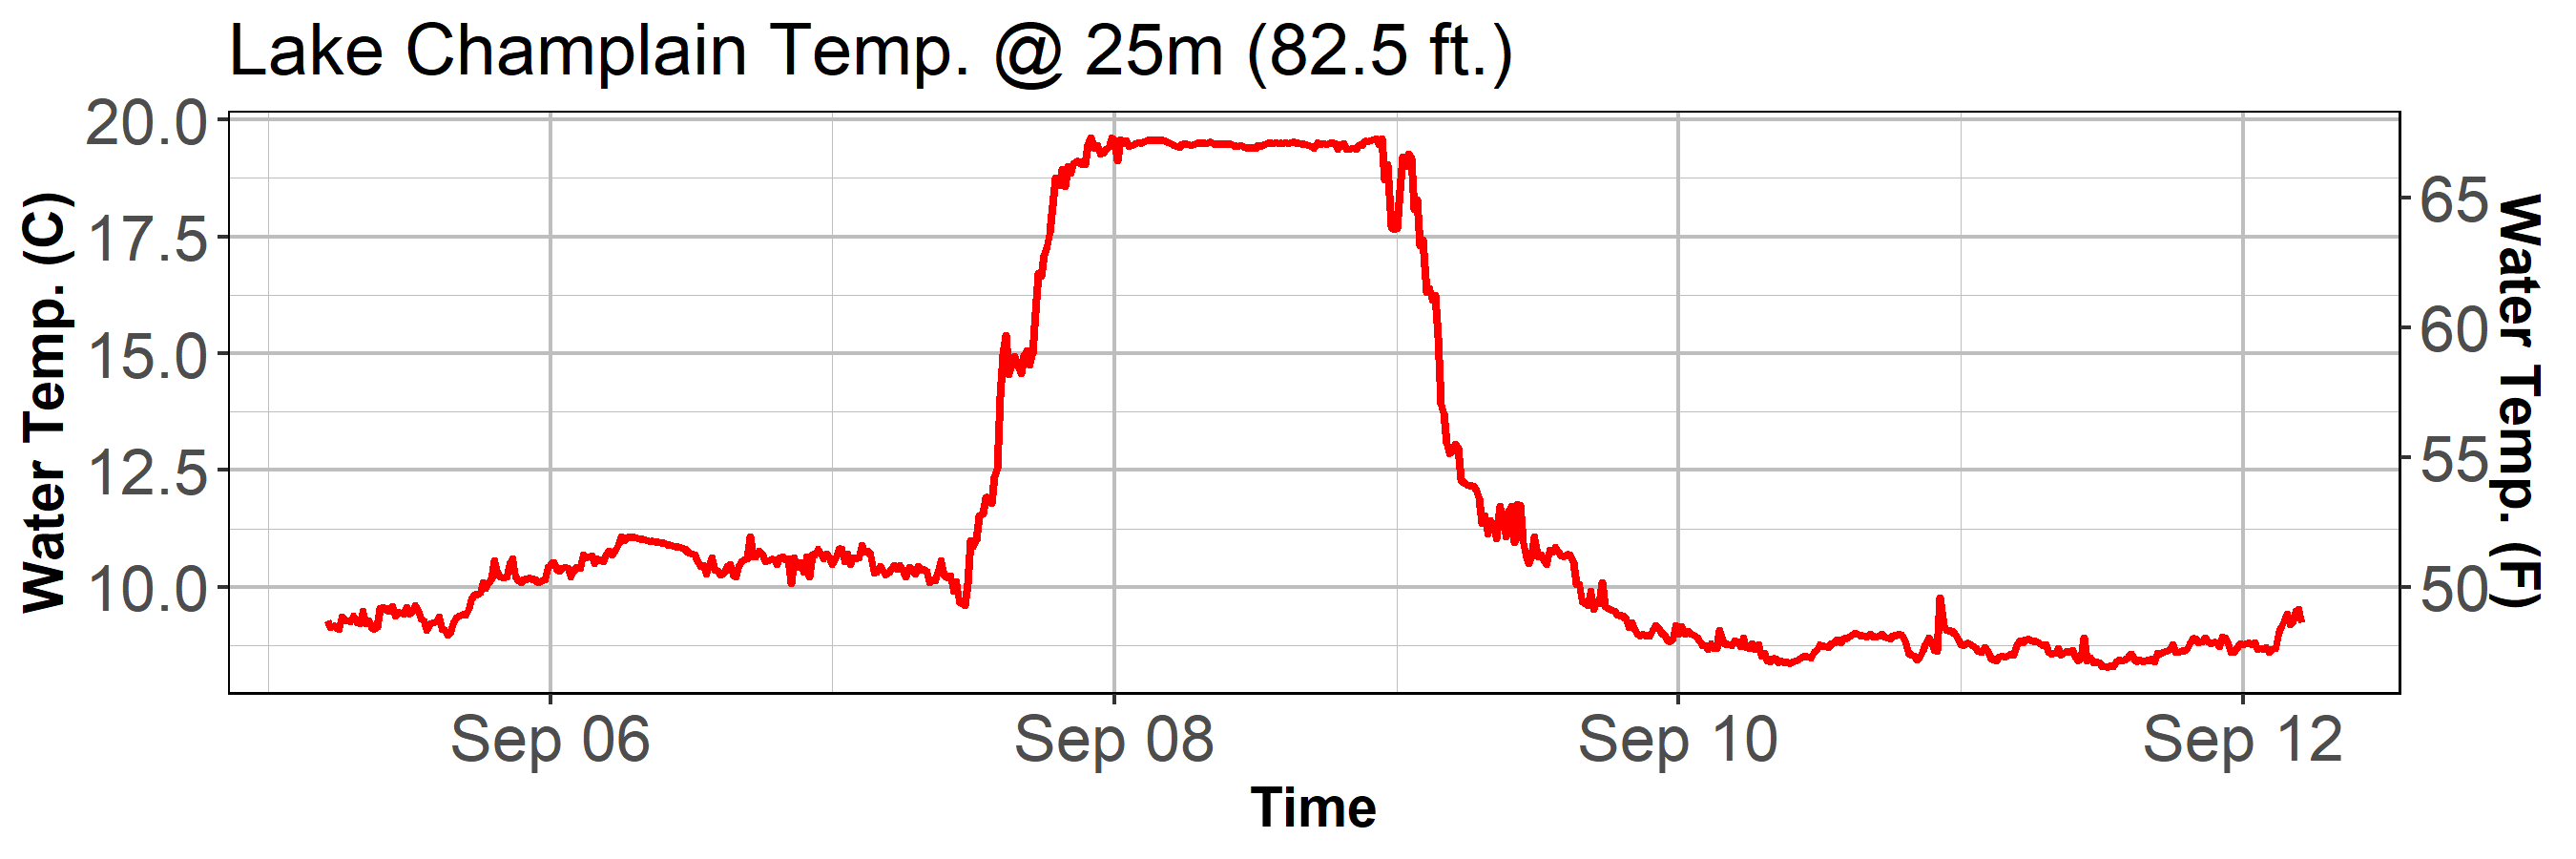 Lake Champlain Temp. @ 25m (82.5 ft.)
Water Temp. (C)
20.0
17.5
15.0
12.5
10.0
65
60
55
50
Water Temp. (F)
Sep 06
Sep 08
Sep 10
Sep 12
Time